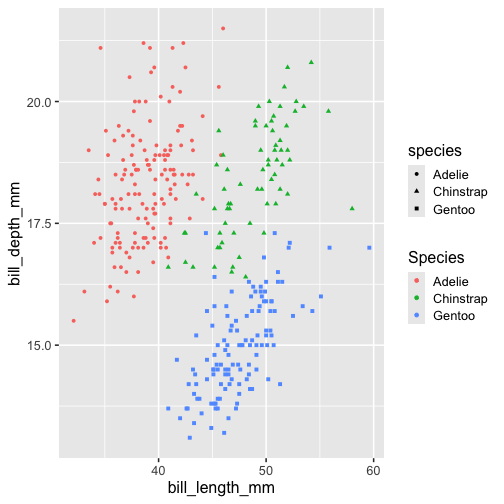 20.0
17.5
15.0
bill_depth_mm
40
50
60
bill_length_mm
species
Adelie
Chinstrap
Gentoo
Species
Adelie
Chinstrap
Gentoo